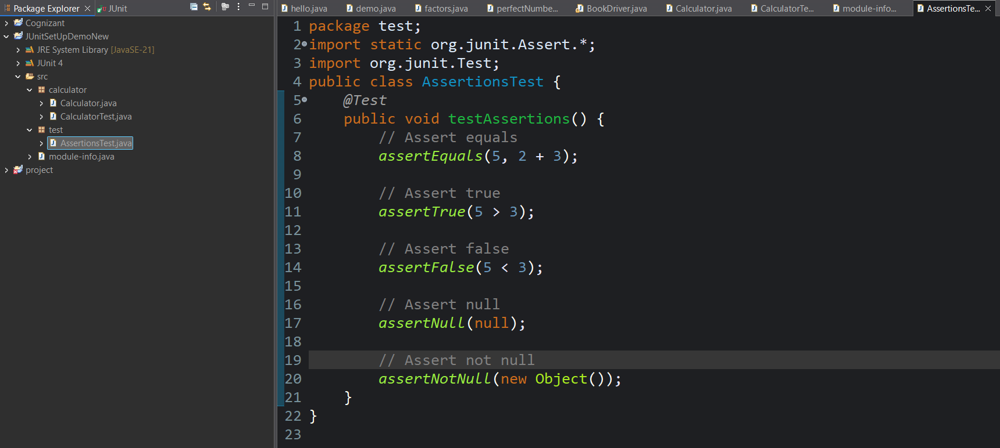 Package Explorer
JUnit
Cognizant
JUnitSetUpDemoNew
JRE System Library [JavaSE-21]
JUnit 4
src
calculator
Calculator.java
CalculatorTest.java
test
AssertionsTest.java
module-info.java
project
hello.java
demo.java
factors.java
perfectNumbe...
BookDriver.java
Calculator.java
CalculatorTe...
module-info...
AssertionsTe...
1 package test;
2 import static org.junit.Assert.*;
3 import org.junit.Test;
4 public class AssertionsTest {
5     @Test
6     public void testAssertions() {
7         // Assert equals
8         assertEquals(5, 2 + 3);
9
10         // Assert true
11         assertTrue(5 > 3);
12
13         // Assert false
14         assertFalse(5 < 3);
15
16         // Assert null
17         assertNull(null);
18
19         // Assert not null
20         assertNotNull(new Object());
21     }
22 }
23